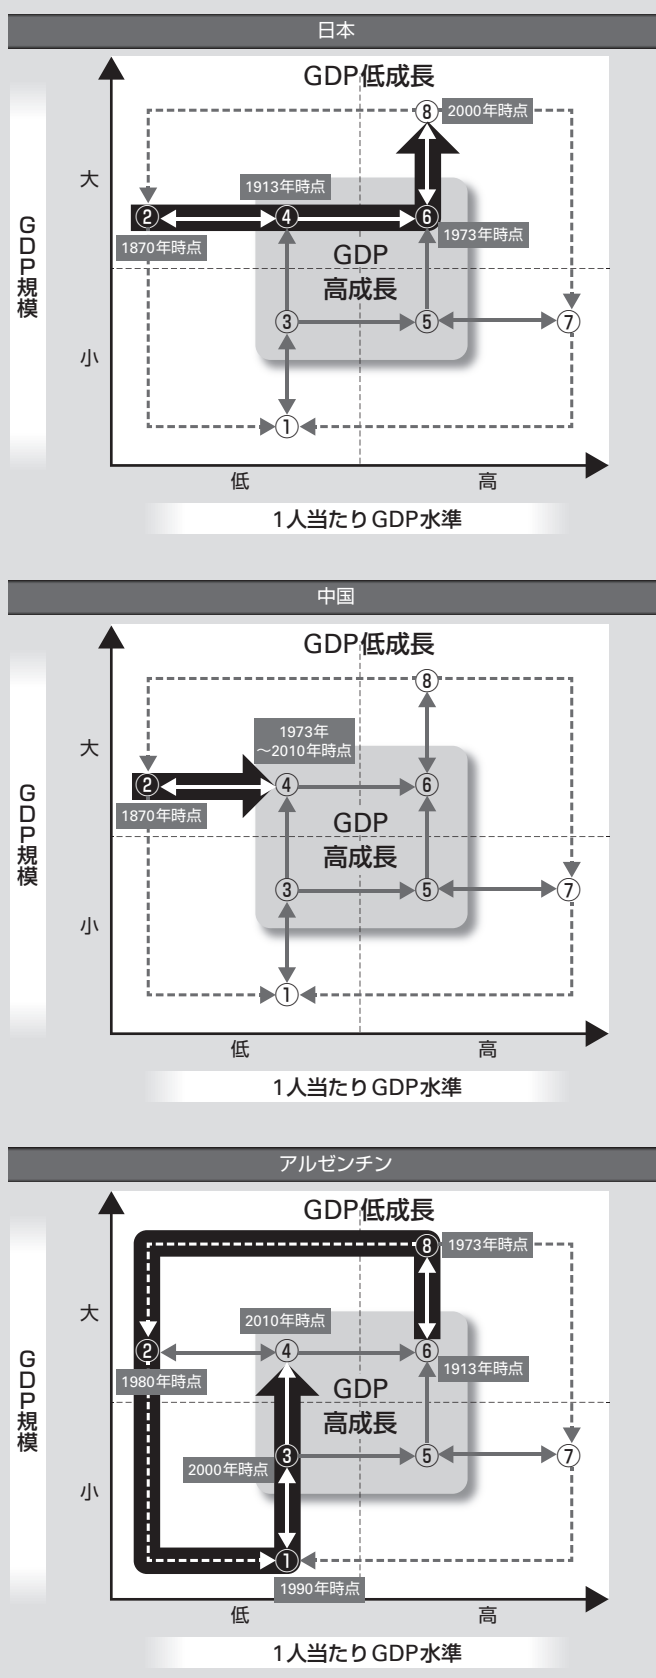 日本
GDP低成長
⑧
2000年時点
1913年時点
大
②
④
⑥
1870年時点
1973年時点
GDP
高成長
GDP規模
③
⑤
⑦
小
①
低
高
1人当たりGDP水準
中国
GDP低成長
⑧
1973年
～2010年時点
大
②
④
⑥
1870年時点
GDP
高成長
GDP規模
③
⑤
⑦
小
①
低
高
1人当たりGDP水準
アルゼンチン
GDP低成長
⑧
1973年時点
2010年時点
大
②
④
⑥
1980年時点
1913年時点
GDP
高成長
GDP規模
2000年時点
③
⑤
⑦
小
①
1990年時点
低
高
1人当たりGDP水準